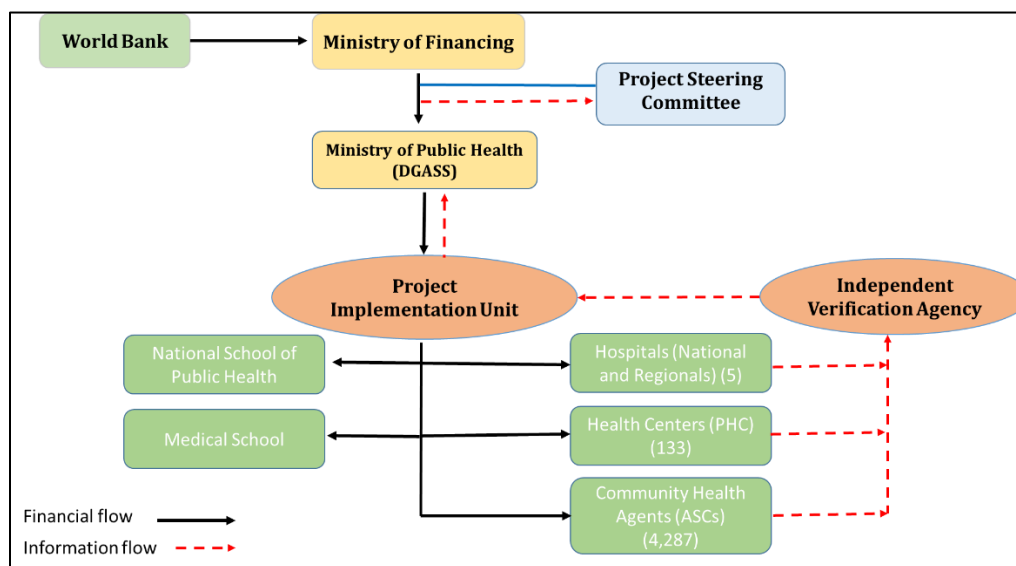 World Bank
Ministry of Financing
Project Steering
Committee
Ministry of Public Health
(DGASS)
Project
Implementation Unit
Independent
Verification Agency
National School of
Public Health
Hospitals (National
and Regionals) (5)
Medical School
Health Centers (PHC)
(133)
Community Health
Agents (ASCs)
(4,287)
Financial flow
Information flow